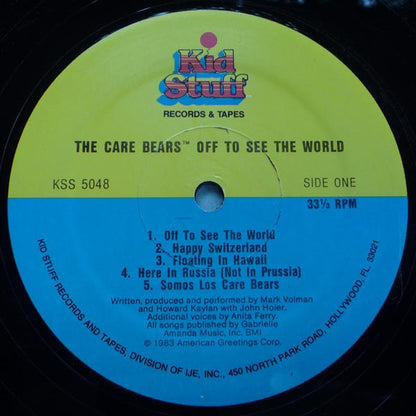 Kid
Stuff
RECORDS & TAPES
THE CARE BEARS™ OFF TO SEE THE WORLD
KSS 5048
SIDE ONE
33⅓ RPM
1. Off To See The World
2. Happy Switzerland
3. Floating In Hawaii
4. Here In Russia (Not In Prussia)
5. Somos Los Care Bears
Written, produced and performed by Mark Volman
and Howard Kaylan with John Hoier.
Additional voices by Anita Ferry.
All songs published by Gabrielle
Amanda Music, Inc. BMI
© 1983 American Greetings Corp.
KID STUFF RECORDS AND TAPES, DIVISION OF IJE, INC., 450 NORTH PARK ROAD, HOLLYWOOD, FL. 33021